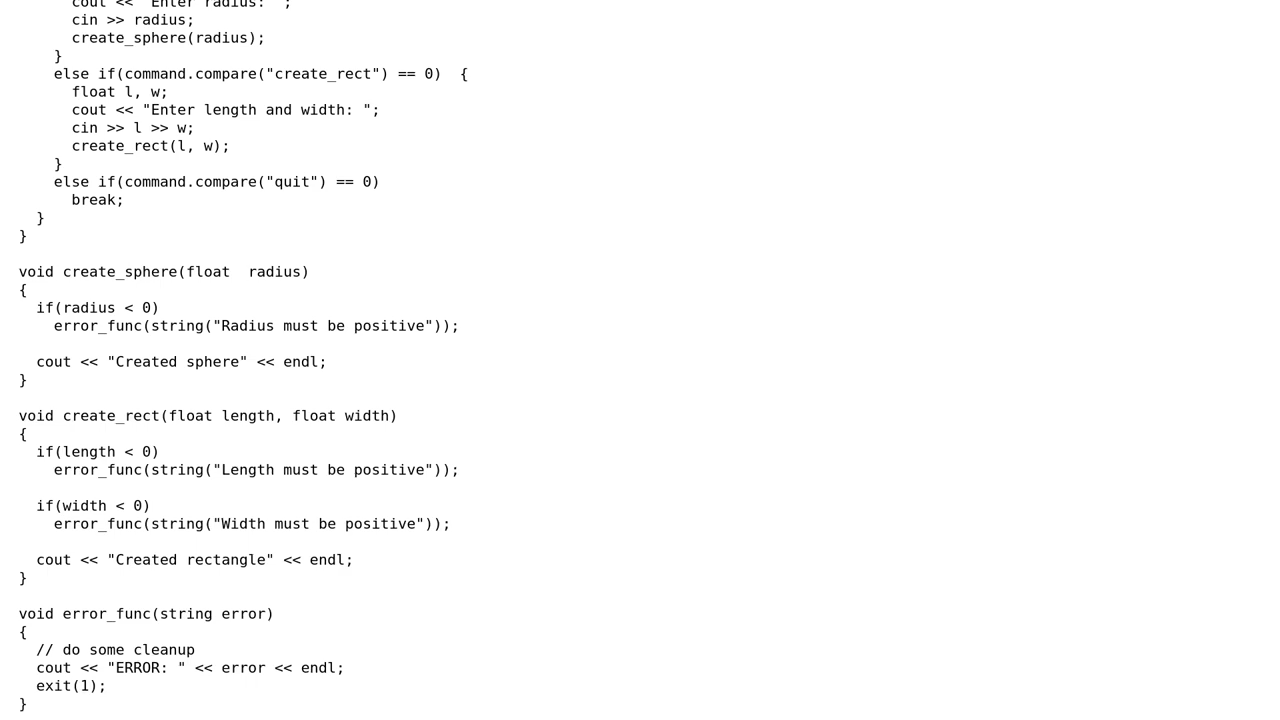 cout << "Enter radius: ";
cin >> radius;
create_sphere(radius);
}
else if(command.compare("create_rect") == 0)  {
float l, w;
cout << "Enter length and width: ";
cin >> l >> w;
create_rect(l, w);
}
else if(command.compare("quit") == 0)
break;
}
}
void create_sphere(float  radius)
{
if(radius < 0)
error_func(string("Radius must be positive"));
cout << "Created sphere" << endl;
}
void create_rect(float length, float width)
{
if(length < 0)
error_func(string("Length must be positive"));
if(width < 0)
error_func(string("Width must be positive"));
cout << "Created rectangle" << endl;
}
void error_func(string error)
{
// do some cleanup
cout << "ERROR: " << error << endl;
exit(1);
}